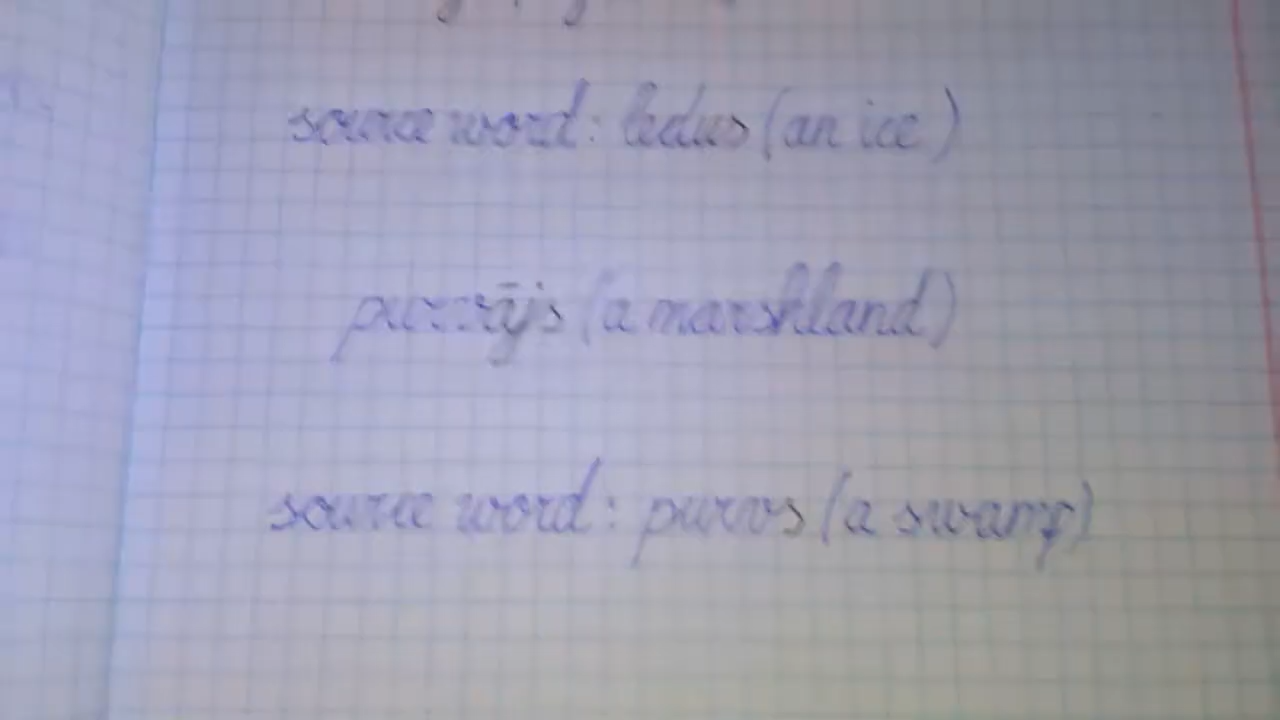 source word: ledus (an ice)
purvājs (a marshland)
source word: purvs (a swamp)